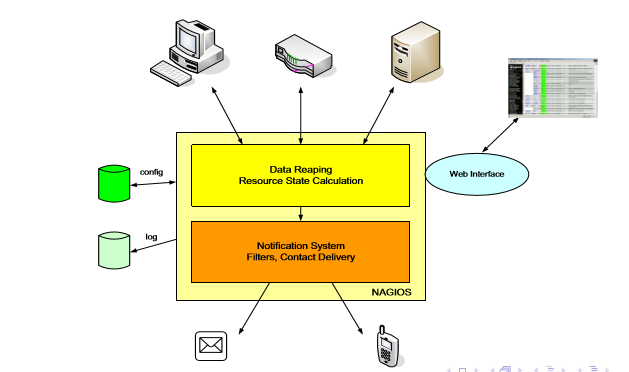 config
Data Reaping
Resource State Calculation
Web Interface
log
Notification System
Filters, Contact Delivery
NAGIOS